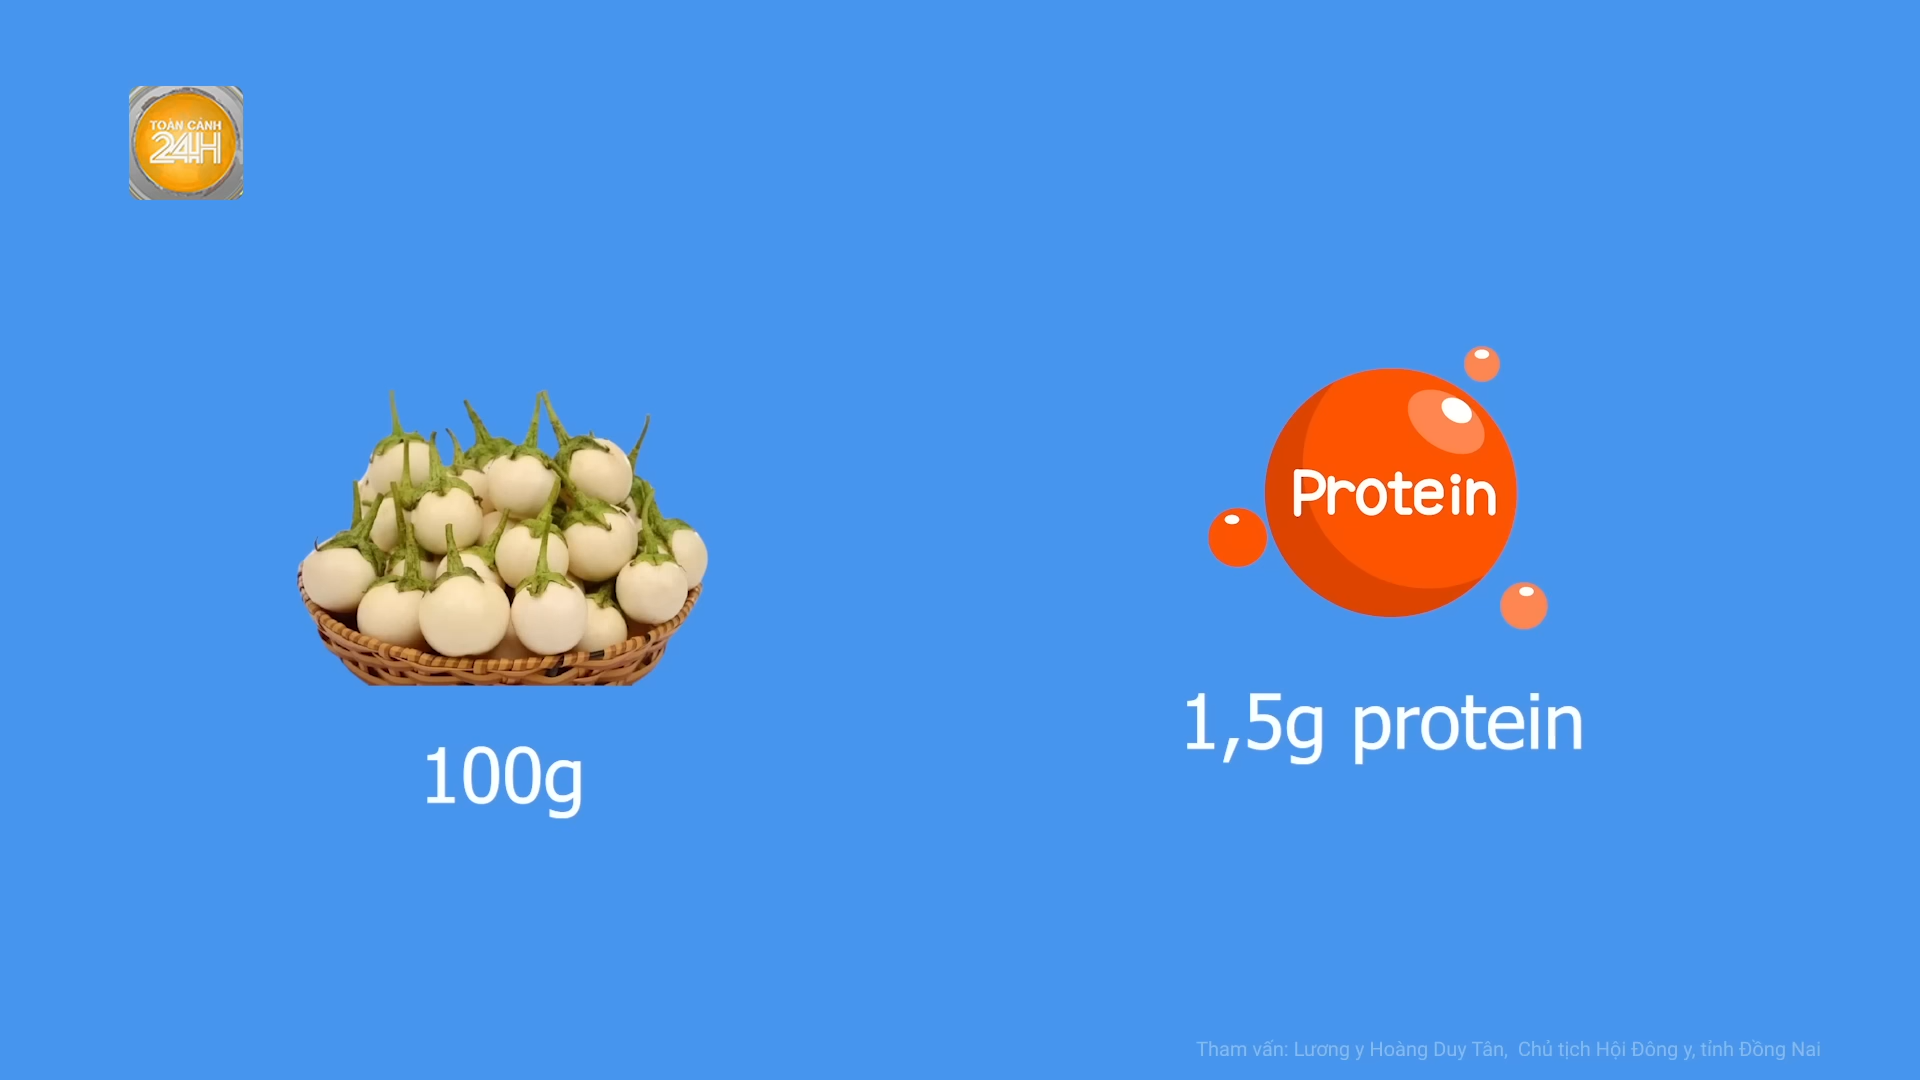 TOÀN CẢNH
24H
Protein
1,5g protein
100g
Tham vấn: Lương y Hoàng Duy Tân, Chủ tịch Hội Đông y, tỉnh Đồng Nai